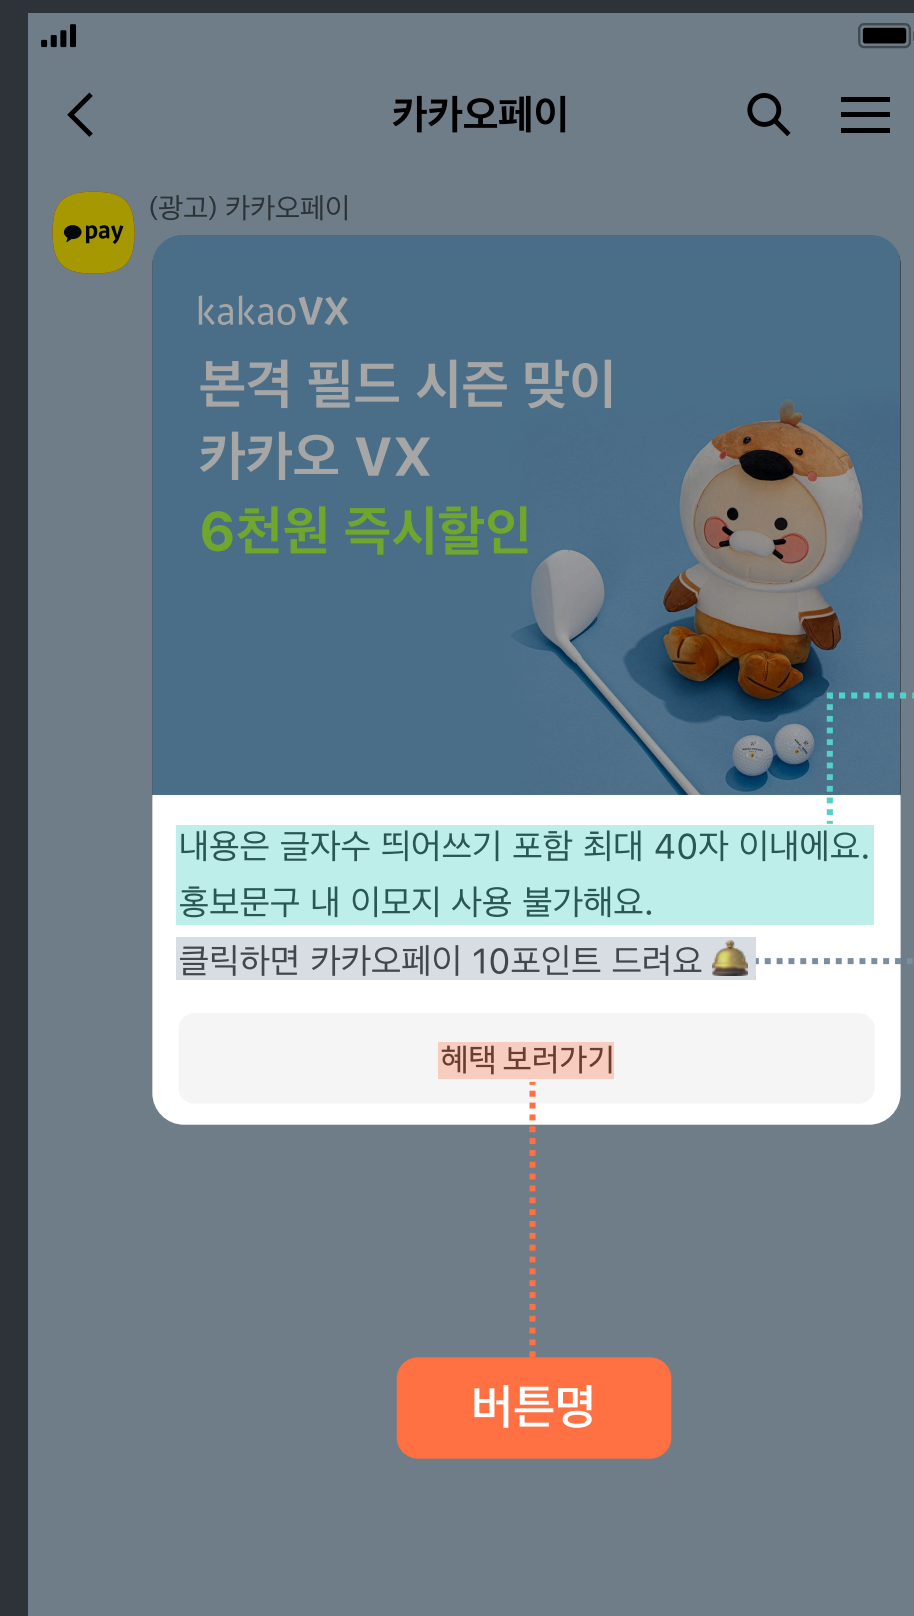 카카오페이
pay
(광고) 카카오페이
kakaoVX
본격 필드 시즌 맞이
카카오 VX
6천원 즉시할인
내용은 글자수 띄어쓰기 포함 최대 40자 이내에요.
홍보문구 내 이모지 사용 불가해요.
클릭하면 카카오페이 10포인트 드려요
혜택 보러가기
버튼명